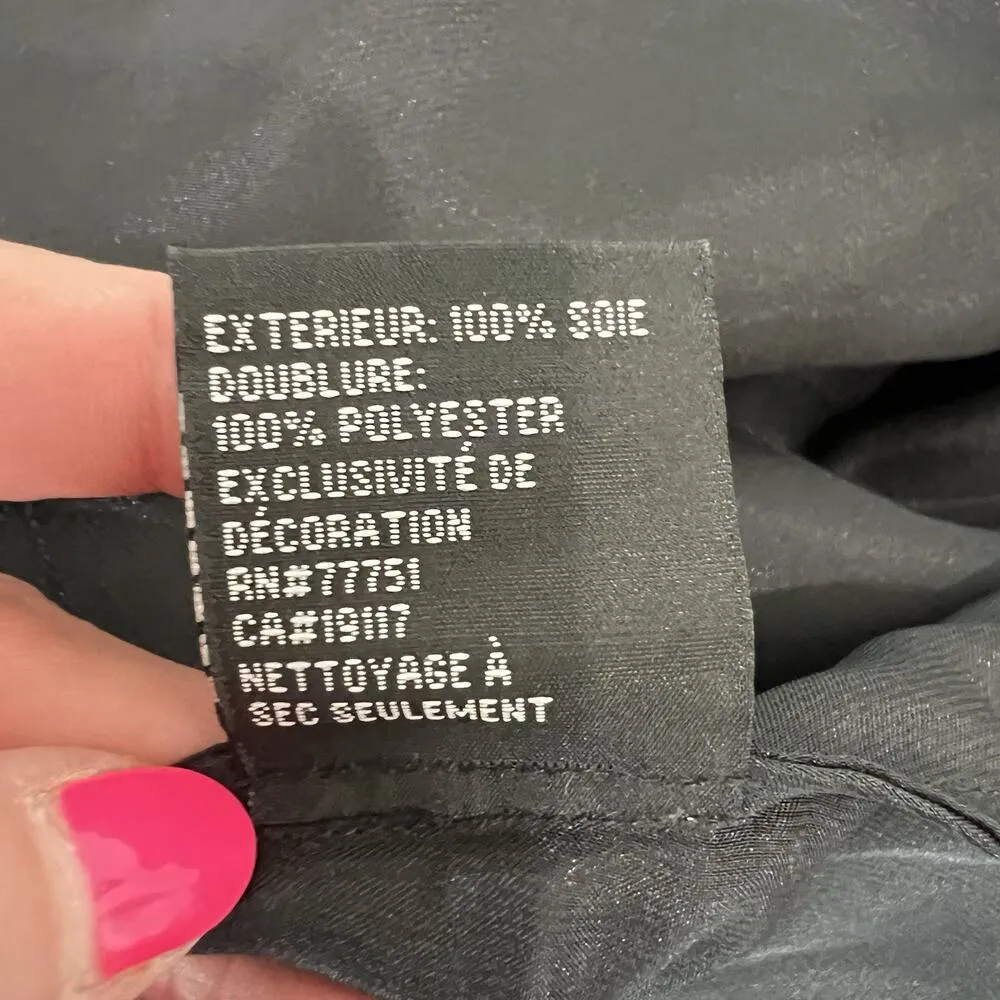 EXTERIEUR: 100% SOIE
DOUBLURE:
100% POLYESTER
EXCLUSIVITÉ DE
DÉCORATION
RN#77751
CA#19117
NETTOYAGE À
SEC SEULEMENT